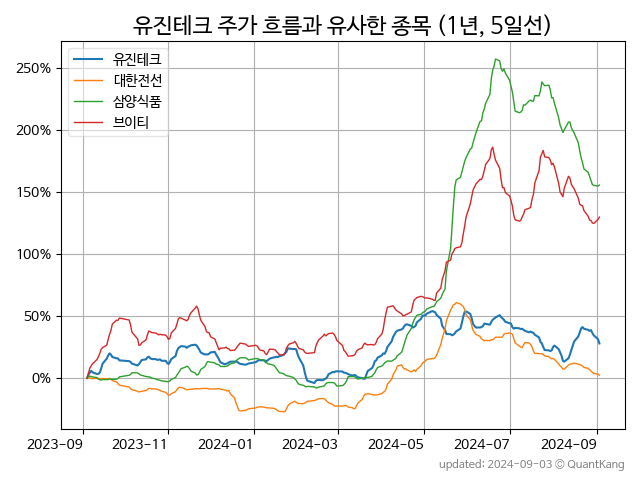 유진테크 주가 흐름과 유사한 종목 (1년, 5일선)
유진테크
대한전선
삼양식품
브이티
250%
200%
150%
100%
50%
0%
2023-09 2023-11 2024-01 2024-03 2024-05 2024-07 2024-09
updated: 2024-09-03 © QuantKang